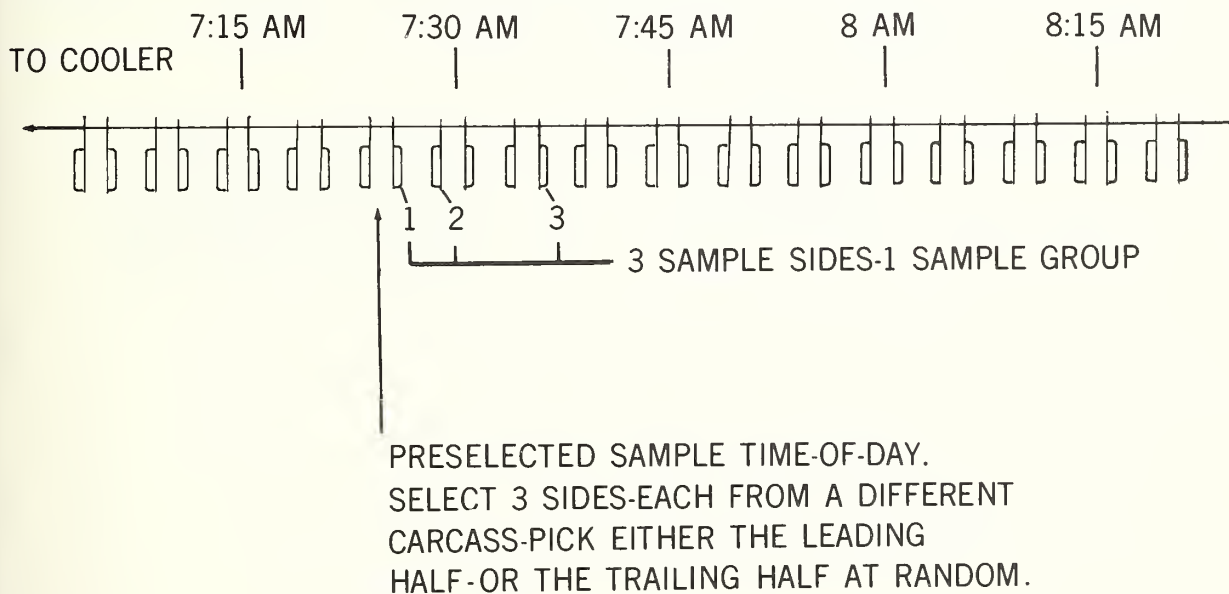 7:15 AM 7:30 AM 7:45 AM 8 AM 8:15 AM
TO COOLER
1 2 3
3 SAMPLE SIDES-1 SAMPLE GROUP
PRESELECTED SAMPLE TIME-OF-DAY.
SELECT 3 SIDES-EACH FROM A DIFFERENT
CARCASS-PICK EITHER THE LEADING
HALF-OR THE TRAILING HALF AT RANDOM.